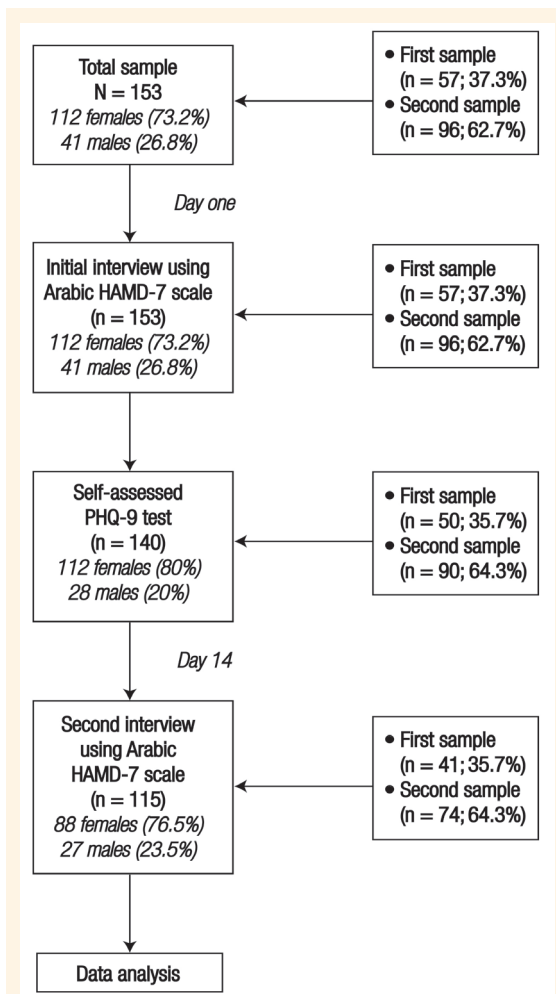 Total sample
N = 153
112 females (73.2%)
41 males (26.8%)
• First sample
(n = 57; 37.3%)
• Second sample
(n = 96; 62.7%)
Day one
Initial interview using
Arabic HAMD-7 scale
(n = 153)
112 females (73.2%)
41 males (26.8%)
• First sample
(n = 57; 37.3%)
• Second sample
(n = 96; 62.7%)
Self-assessed
PHQ-9 test
(n = 140)
112 females (80%)
28 males (20%)
• First sample
(n = 50; 35.7%)
• Second sample
(n = 90; 64.3%)
Day 14
Second interview
using Arabic
HAMD-7 scale
(n = 115)
88 females (76.5%)
27 males (23.5%)
• First sample
(n = 41; 35.7%)
• Second sample
(n = 74; 64.3%)
Data analysis